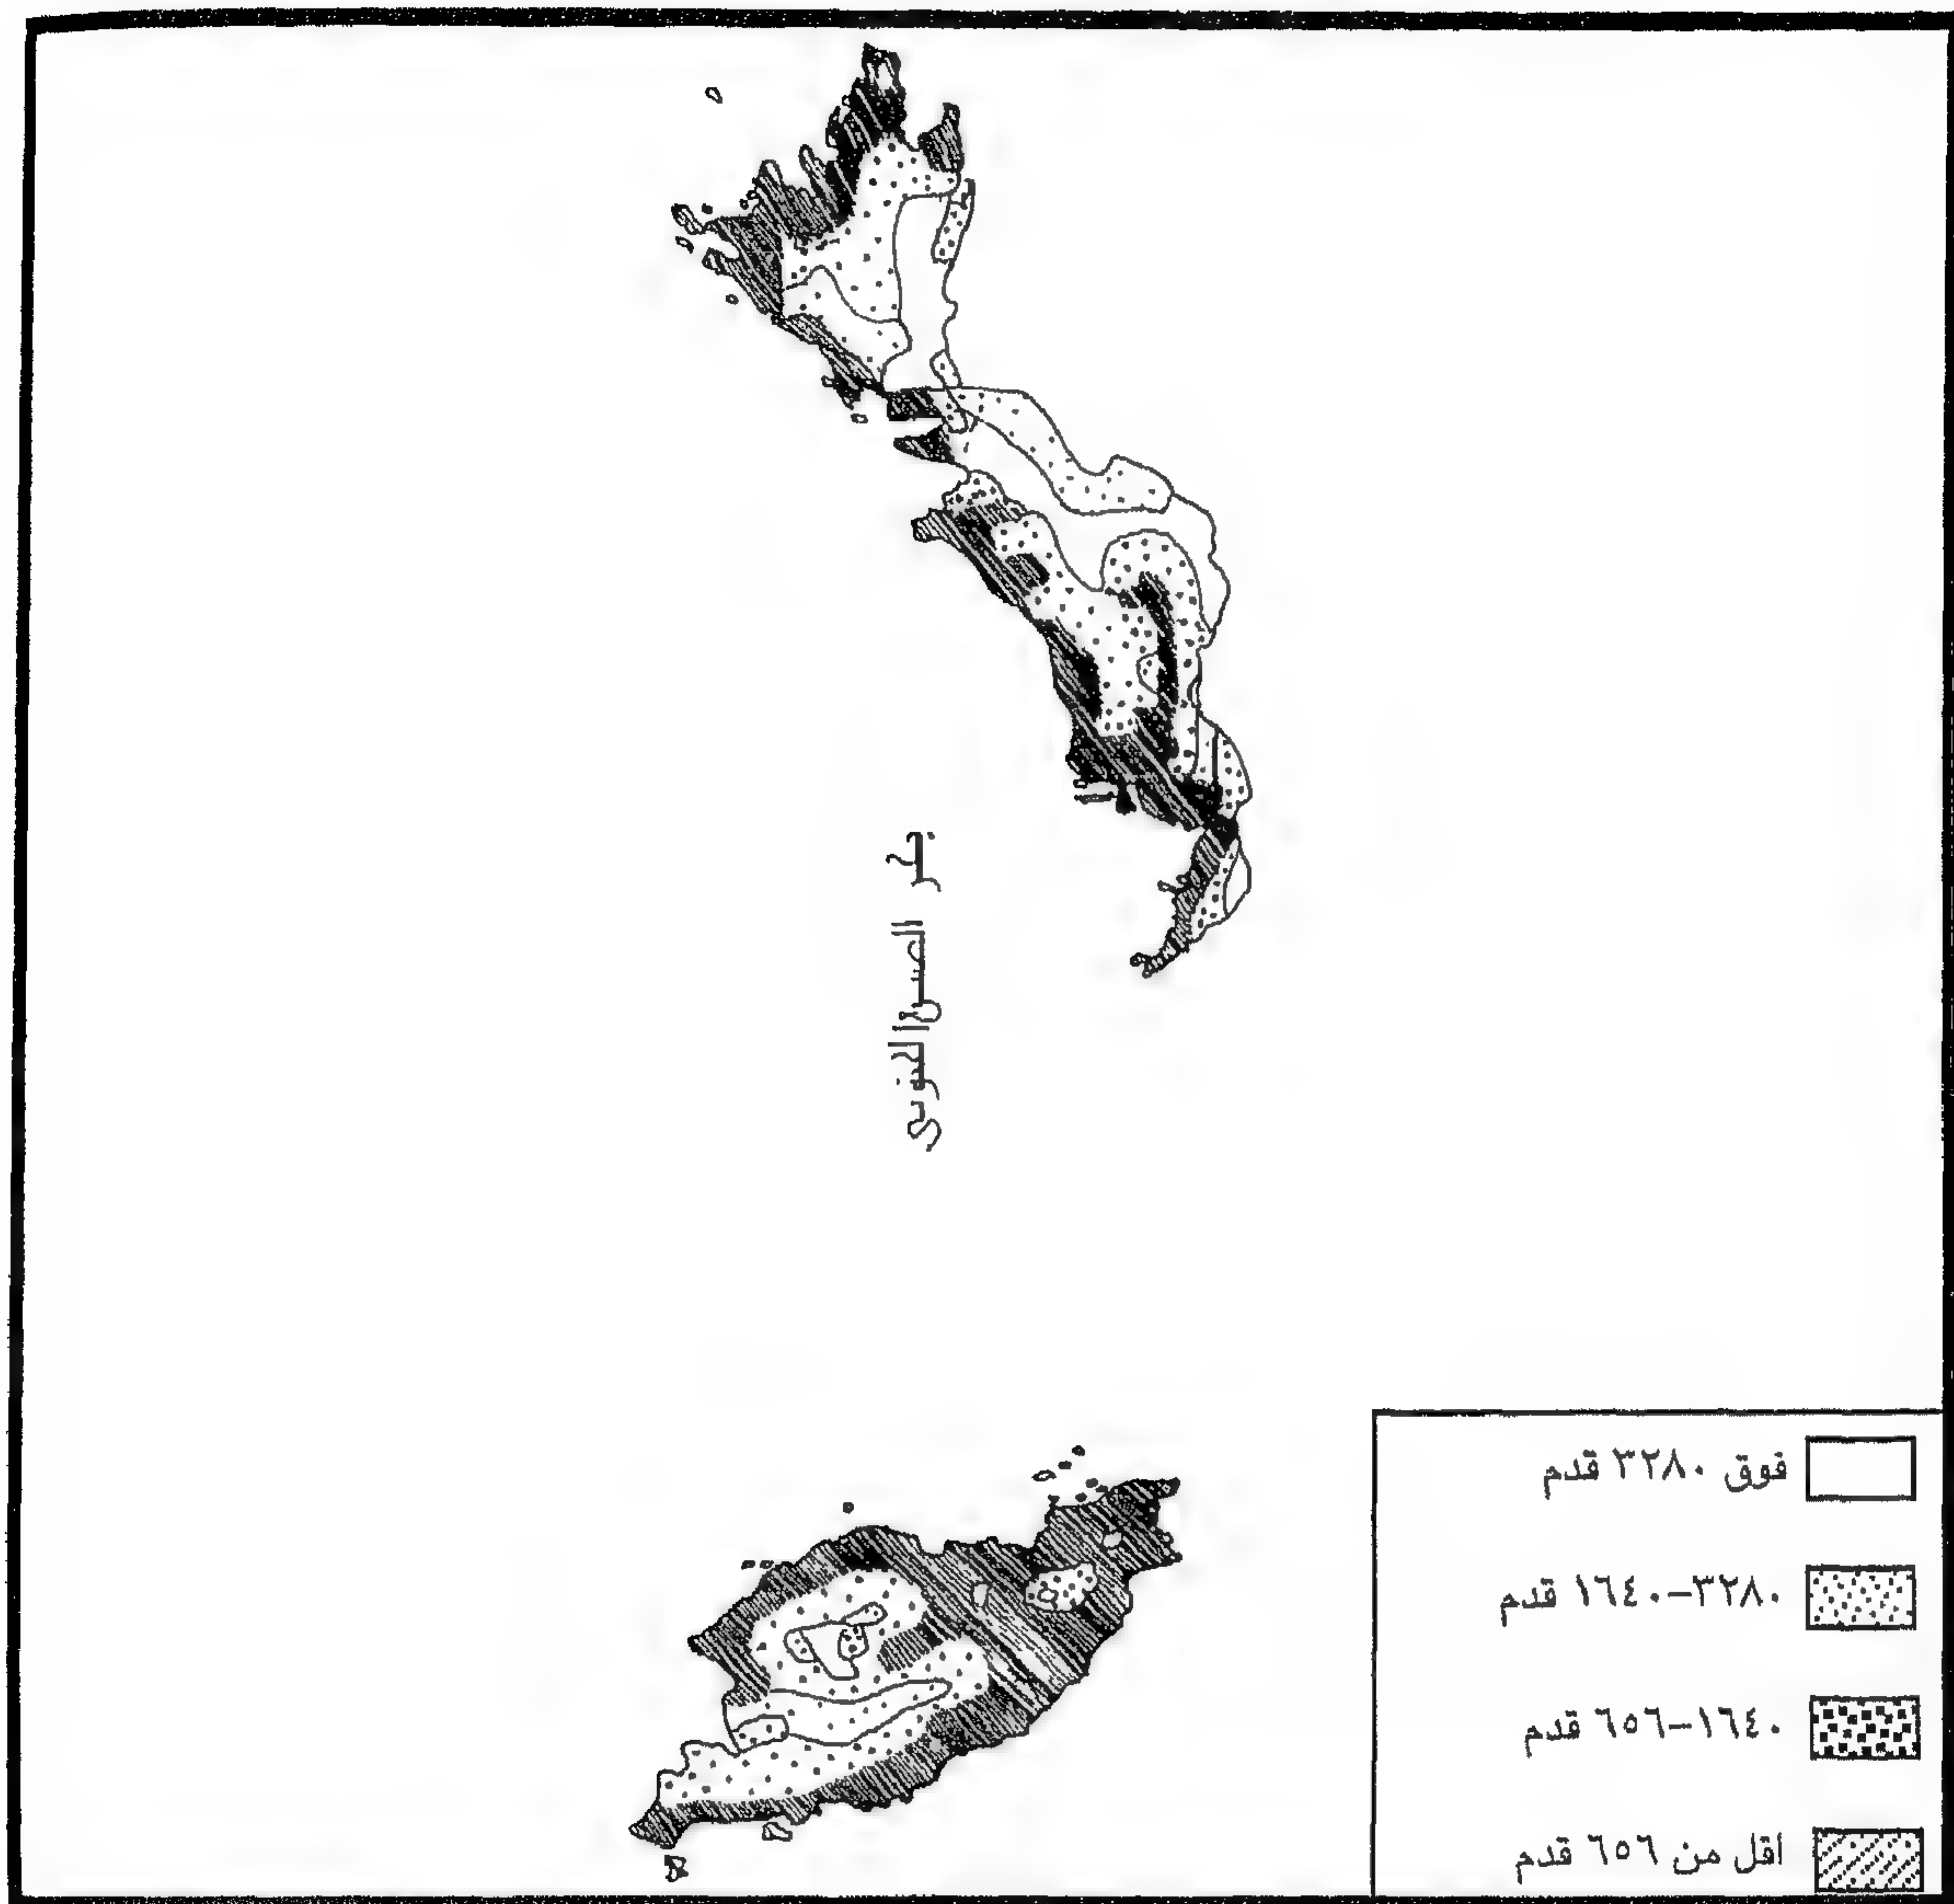 بحر الصين الجنوبي
فوق ٣٢٨٠ قدم
٣٢٨٠-١٦٤٠ قدم
١٦٤٠-٦٥٦ قدم
اقل من ٦٥٦ قدم